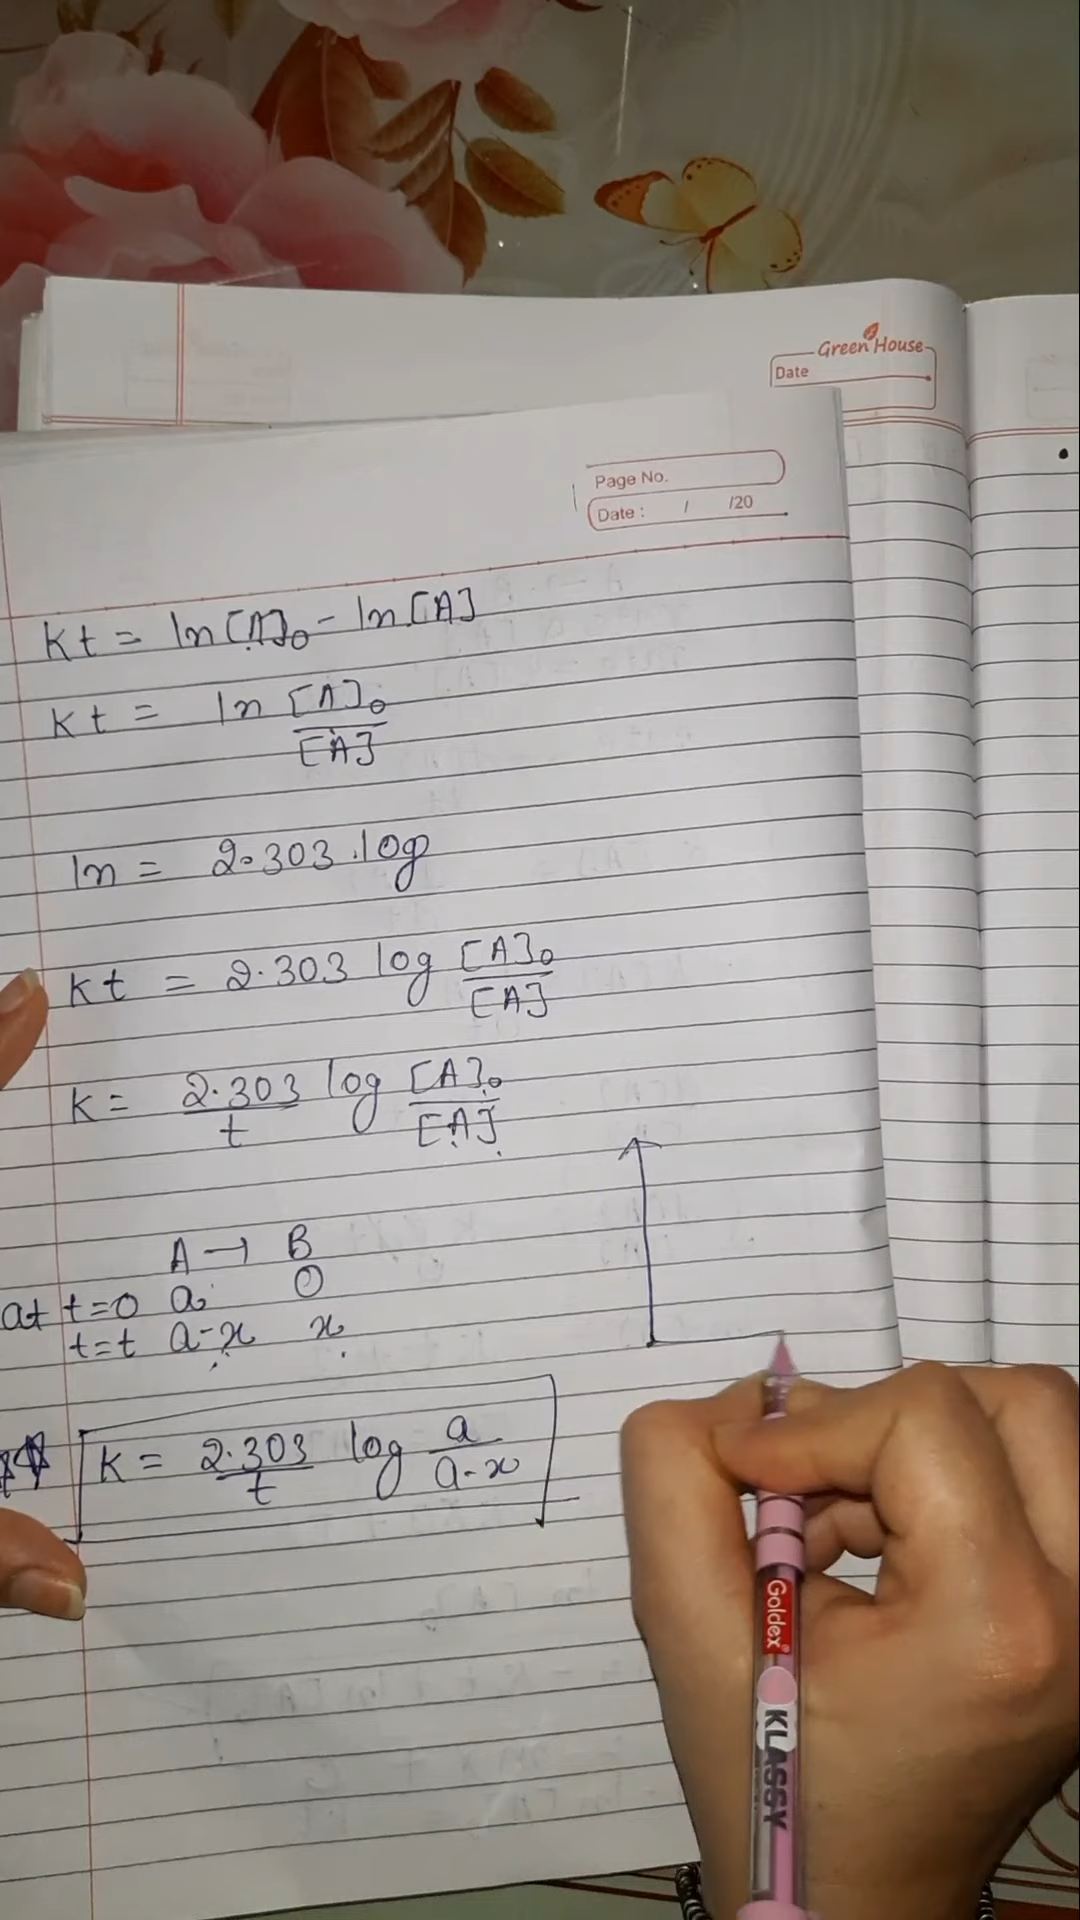 Green House
Date
Page No.
Date : / /20
Kt = ln[A]₀ - ln[A]
Kt = ln [A]₀
[A]
ln = 2.303 log
Kt = 2.303 log [A]₀
[A]
K = 2.303 log [A]₀
t [A]
A → B
at t=0 a 0
t=t a-x x
K = 2.303 log a
t a-x
Goldex
KLASSY